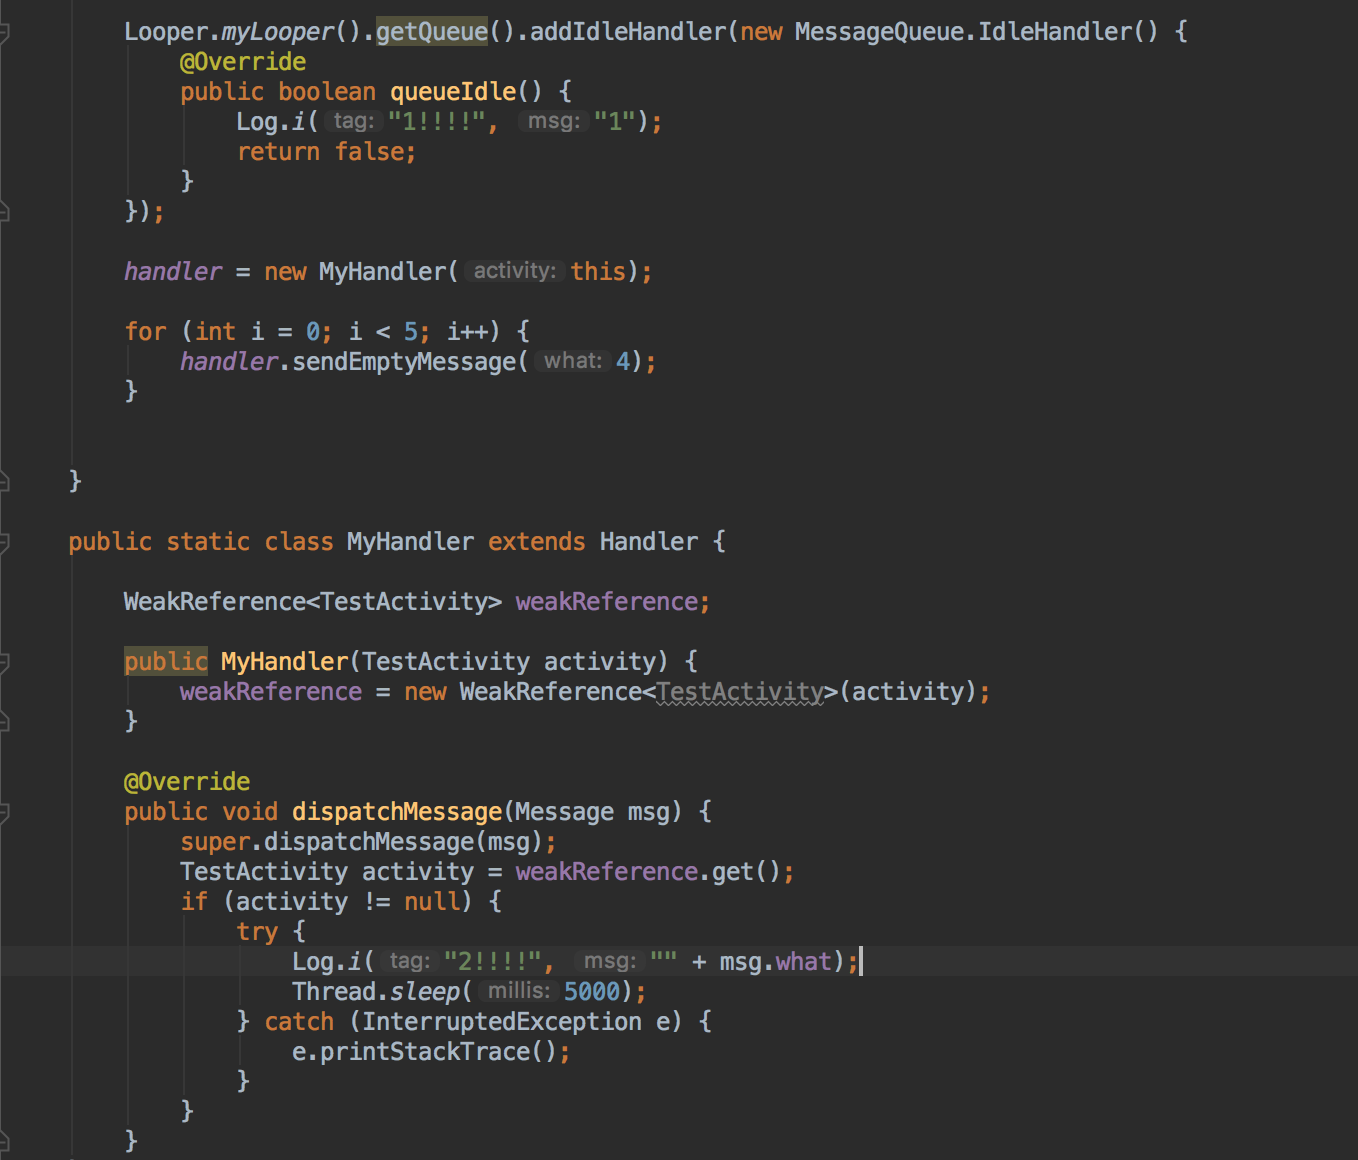 Looper.myLooper().getQueue().addIdleHandler(new MessageQueue.IdleHandler() {
@Override
public boolean queueIdle() {
Log.i( tag: "1!!!!", msg: "1");
return false;
}
});
handler = new MyHandler( activity: this);
for (int i = 0; i < 5; i++) {
handler.sendEmptyMessage( what: 4);
}
}
public static class MyHandler extends Handler {
WeakReference<TestActivity> weakReference;
public MyHandler(TestActivity activity) {
weakReference = new WeakReference<TestActivity>(activity);
}
@Override
public void dispatchMessage(Message msg) {
super.dispatchMessage(msg);
TestActivity activity = weakReference.get();
if (activity != null) {
try {
Log.i( tag: "2!!!!", msg: "" + msg.what);
Thread.sleep( millis: 5000);
} catch (InterruptedException e) {
e.printStackTrace();
}
}
}